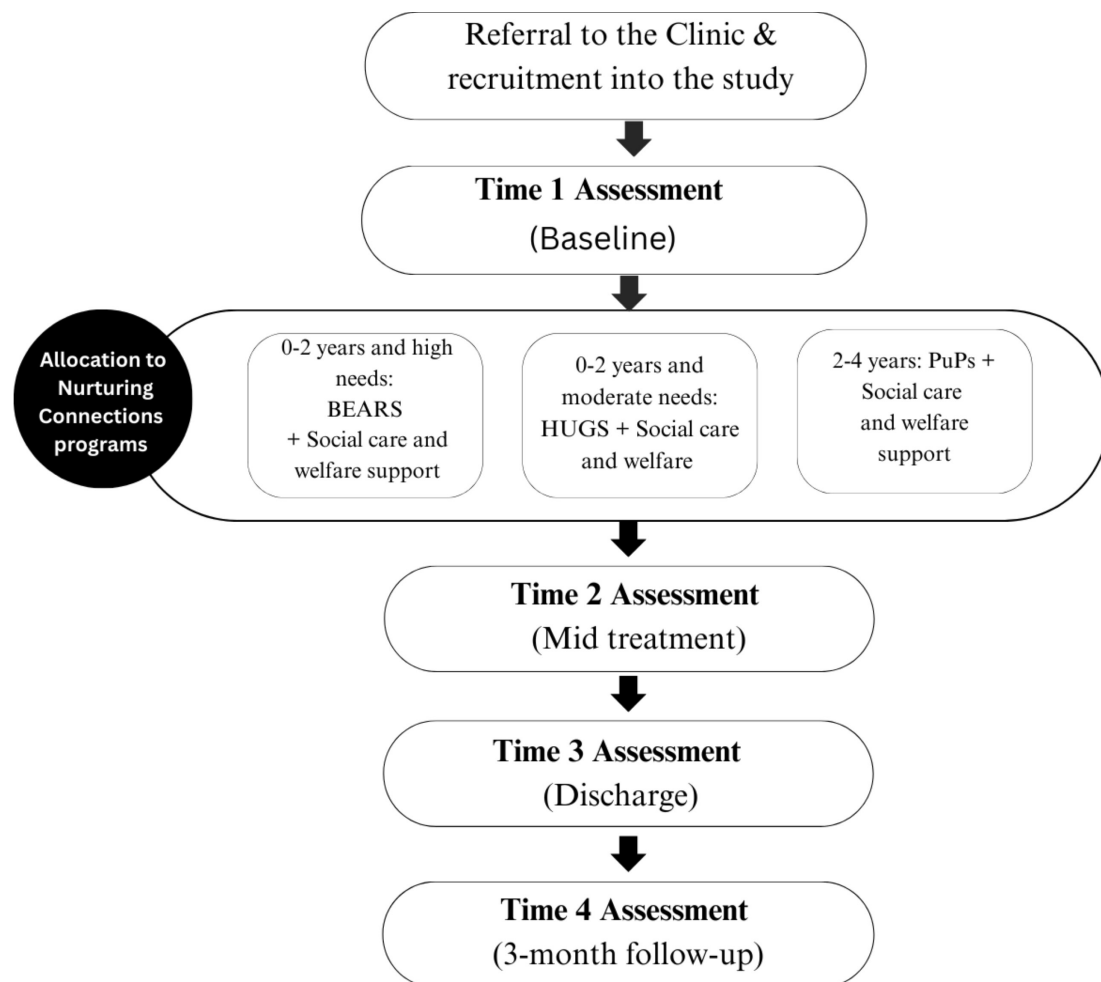 Referral to the Clinic &
recruitment into the study
Time 1 Assessment
(Baseline)
Allocation to
Nurturing
Connections
programs
0-2 years and high
needs:
BEARS
+ Social care and
welfare support
0-2 years and
moderate needs:
HUGS + Social care
and welfare
2-4 years: PuPs +
Social care
and welfare
support
Time 2 Assessment
(Mid treatment)
Time 3 Assessment
(Discharge)
Time 4 Assessment
(3-month follow-up)